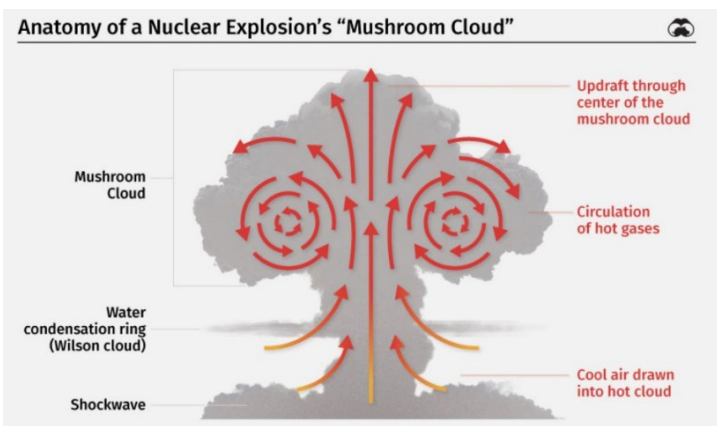 Anatomy of a Nuclear Explosion’s “Mushroom Cloud”
Updraft through
center of the
mushroom cloud
Mushroom
Cloud
Circulation
of hot gases
Water
condensation ring
(Wilson cloud)
Cool air drawn
into hot cloud
Shockwave